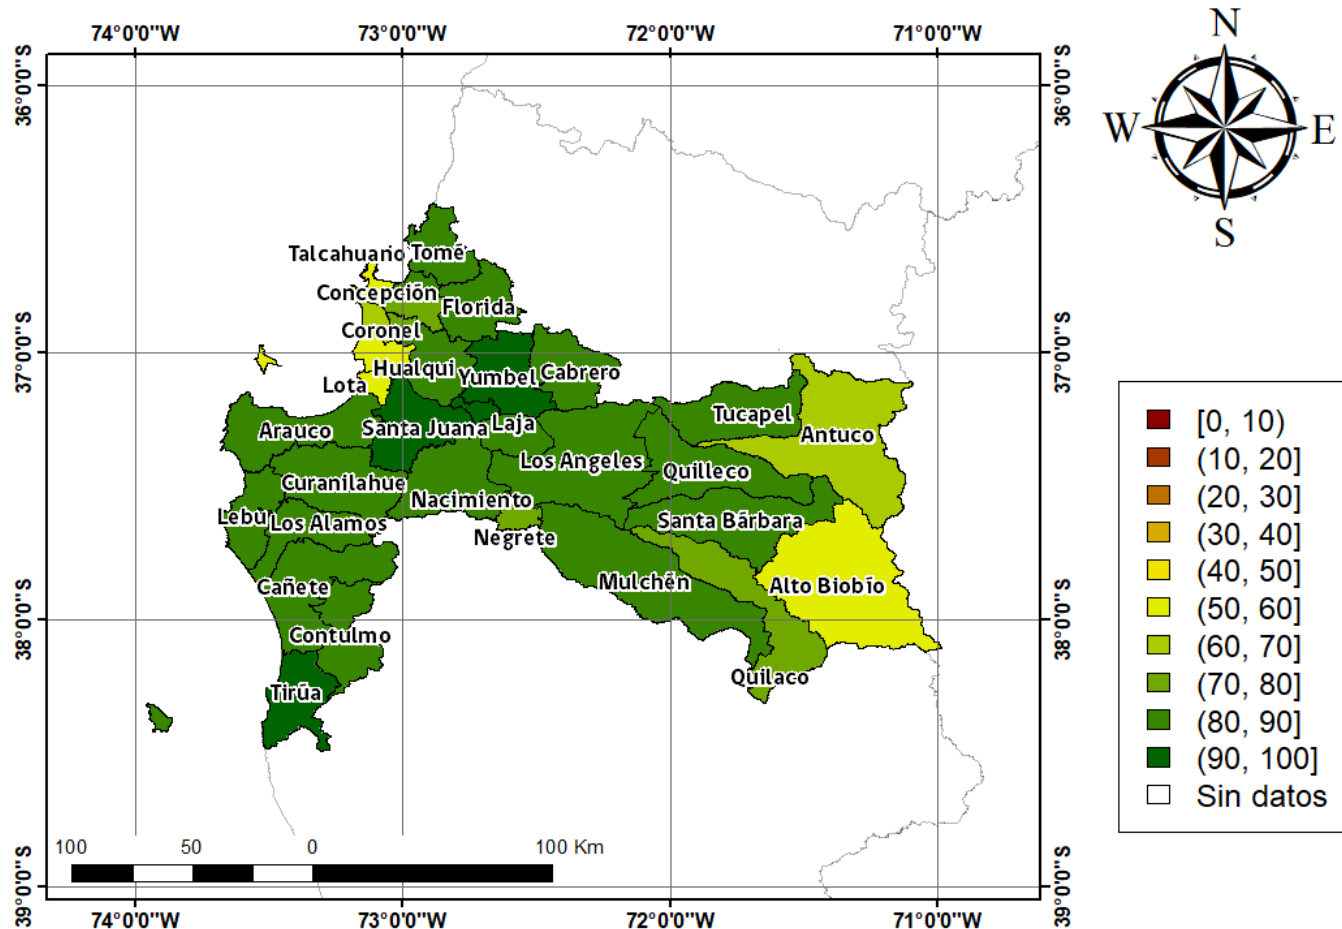 74°0'0"W 73°0'0"W 72°0'0"W 71°0'0"W
36°0'0"S
37°0'0"S
38°0'0"S
39°0'0"S
36°0'0"S
37°0'0"S
38°0'0"S
39°0'0"S
Talcahuano
Tomé
Concepción
Florida
Coronel
Hualqui
Yumbel
Cabrero
Lota
Tucapel
Arauco
Santa Juana
Laja
Antuco
Los Angeles
Quilleco
Curanilahue
Nacimiento
Lebu
Los Alamos
Santa Bárbara
Negrete
Cañete
Mulchén
Alto Biobío
Contulmo
Quilaco
Tirúa
100 50 0 100 Km
74°0'0"W 73°0'0"W 72°0'0"W 71°0'0"W
N
W E
S
[0, 10)
(10, 20]
(20, 30]
(30, 40]
(40, 50]
(50, 60]
(60, 70]
(70, 80]
(80, 90]
(90, 100]
Sin datos